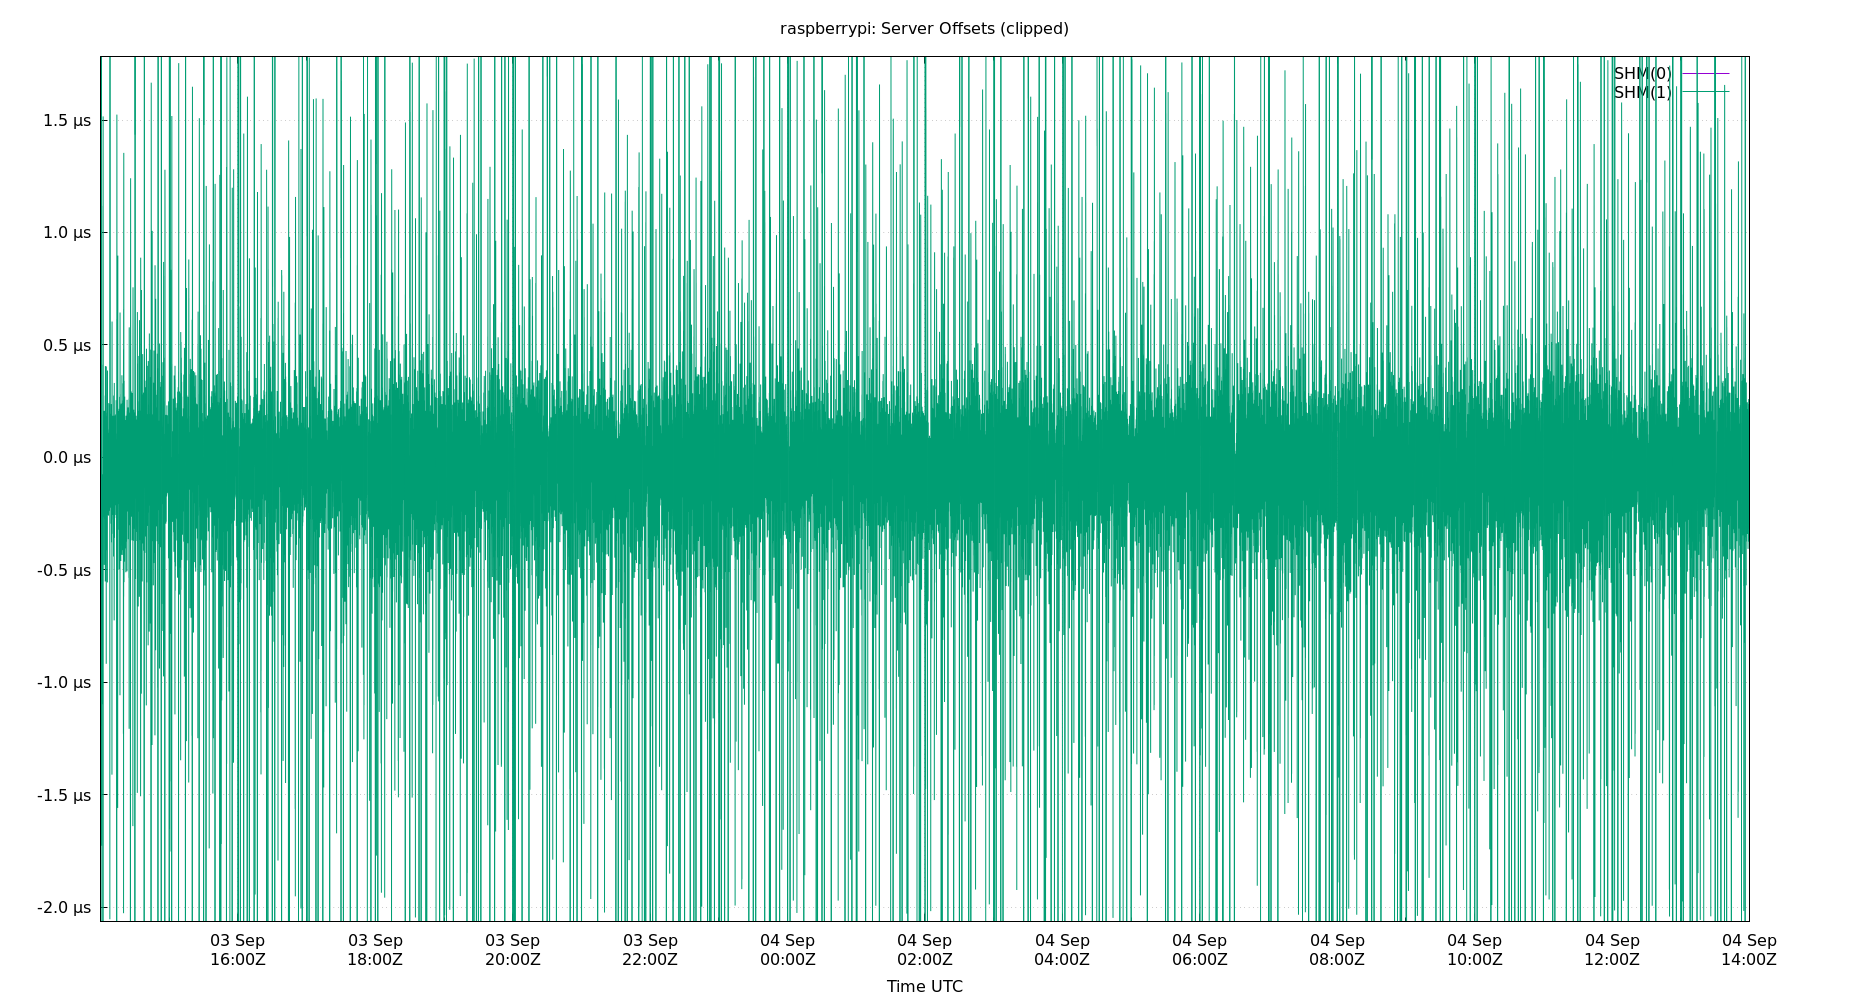 raspberrypi: Server Offsets (clipped)
SHM(0)
SHM(1)
1.5 µs
1.0 µs
0.5 µs
0.0 µs
-0.5 µs
-1.0 µs
-1.5 µs
-2.0 µs
03 Sep 03 Sep 03 Sep 03 Sep 04 Sep 04 Sep 04 Sep 04 Sep 04 Sep 04 Sep 04 Sep 04 Sep
16:00Z 18:00Z 20:00Z 22:00Z 00:00Z 02:00Z 04:00Z 06:00Z 08:00Z 10:00Z 12:00Z 14:00Z
Time UTC